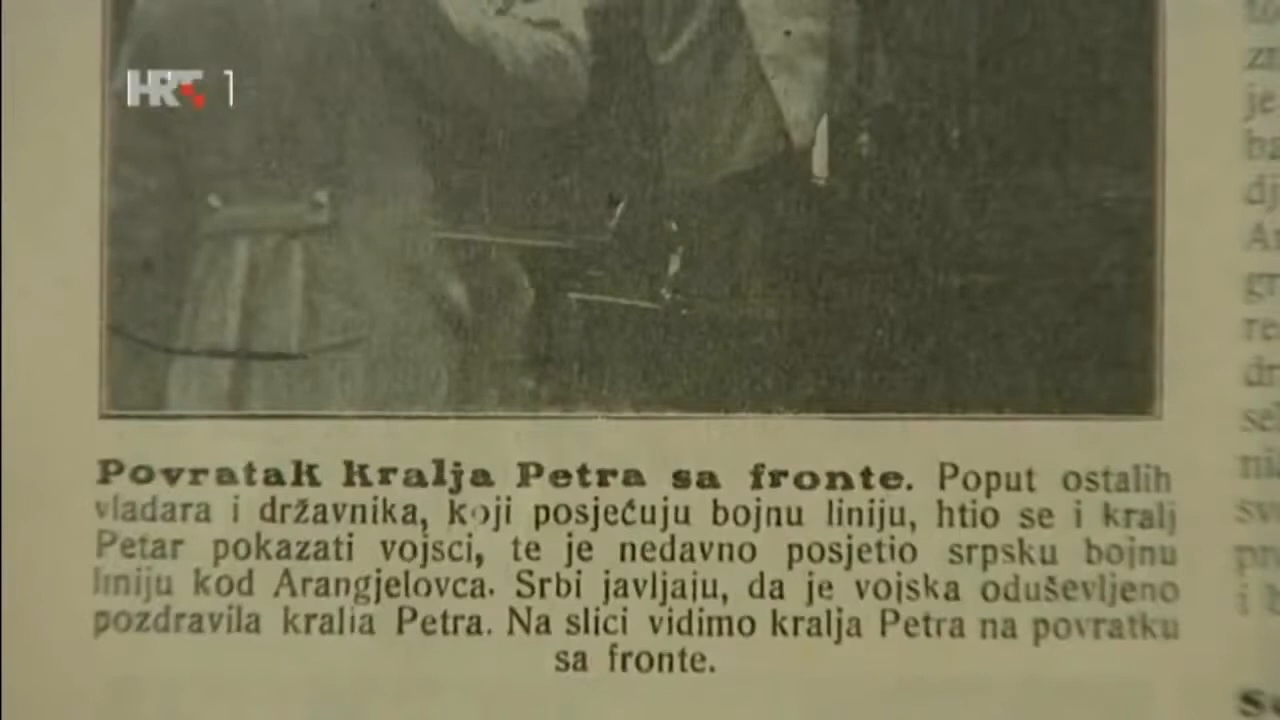 HRT 1
Povratak kralja Petra sa fronte. Poput ostalih
vladara i državnika, koji posjećuju bojnu liniju, htio se i kralj
Petar pokazati vojsci, te je nedavno posjetio srpsku bojnu
liniju kod Arangjelovca. Srbi javljaju, da je vojska oduševljeno
pozdravila kralja Petra. Na slici vidimo kralja Petra na povratku
sa fronte.